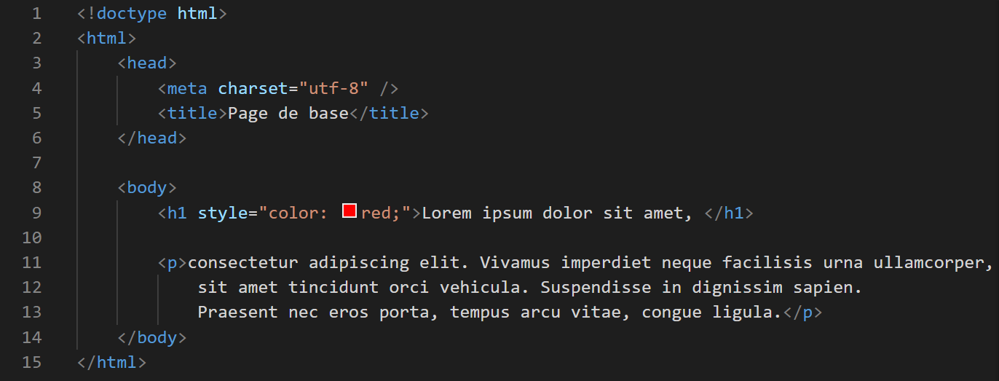 1 <!doctype html>
2 <html>
3     <head>
4         <meta charset="utf-8" />
5         <title>Page de base</title>
6     </head>
7
8     <body>
9         <h1 style="color: red;">Lorem ipsum dolor sit amet, </h1>
10
11         <p>consectetur adipiscing elit. Vivamus imperdiet neque facilisis urna ullamcorper,
12             sit amet tincidunt orci vehicula. Suspendisse in dignissim sapien.
13             Praesent nec eros porta, tempus arcu vitae, congue ligula.</p>
14     </body>
15 </html>